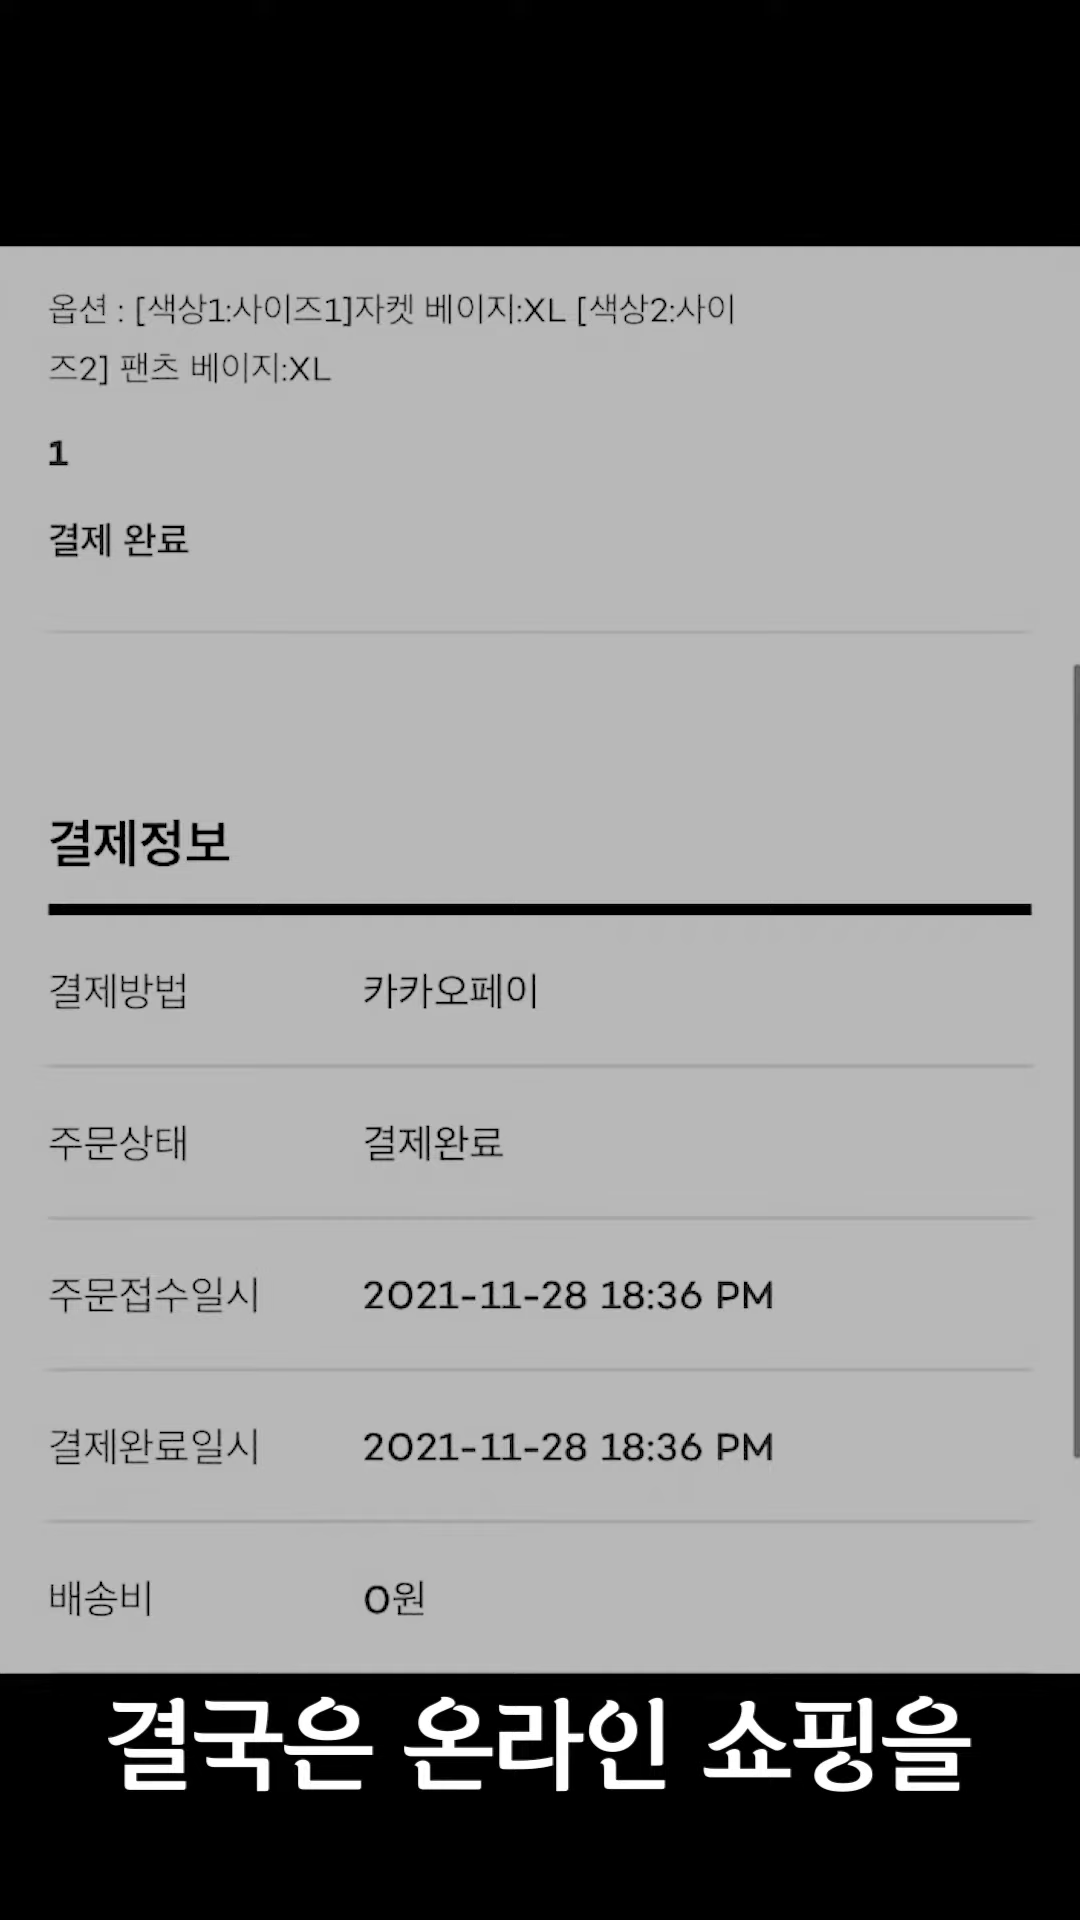 옵션 : [색상1:사이즈1]자켓 베이지:XL [색상2:사이
즈2] 팬츠 베이지:XL
1
결제 완료
결제정보
결제방법 카카오페이
주문상태 결제완료
주문접수일시 2021-11-28 18:36 PM
결제완료일시 2021-11-28 18:36 PM
배송비 0원
결국은 온라인 쇼핑을